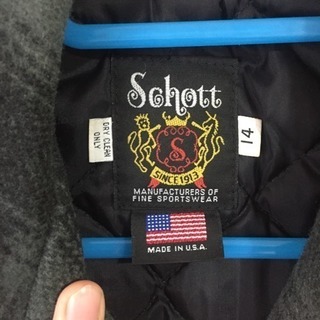 Schott
DRY CLEAN
ONLY
S
14
SINCE 1913
MANUFACTURERS OF
FINE SPORTSWEAR
MADE IN U.S.A.